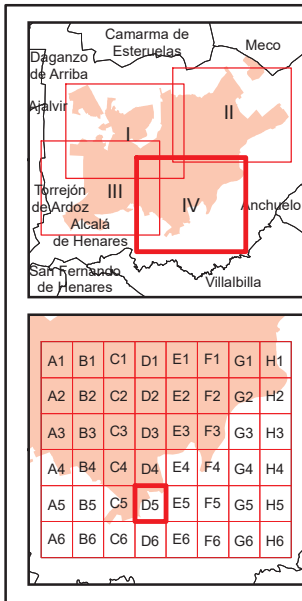 Camarma de
Esteruelas
Meco
Daganzo
de Arriba
Ajalvir
I
II
Torrejón
de Ardoz
III
IV
Anchuelo
Alcalá
de Henares
San Fernando
de Henares
Villalbilla
A1 B1 C1 D1 E1 F1 G1 H1
A2 B2 C2 D2 E2 F2 G2 H2
A3 B3 C3 D3 E3 F3 G3 H3
A4 B4 C4 D4 E4 F4 G4 H4
A5 B5 C5 D5 E5 F5 G5 H5
A6 B6 C6 D6 E6 F6 G6 H6